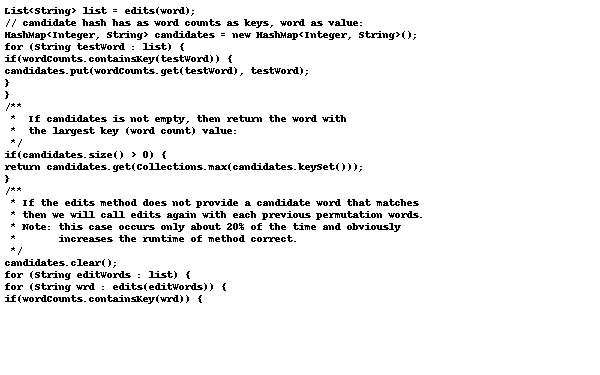 List<String> list = edits(word);
// candidate hash has as word counts as keys, word as value:
HashMap<Integer, String> candidates = new HashMap<Integer, String>();
for (String testWord : list) {
if(wordCounts.containsKey(testWord)) {
candidates.put(wordCounts.get(testWord), testWord);
}
}
/**
 *  If candidates is not empty, then return the word with
 *  the largest key (word count) value:
 */
if(candidates.size() > 0) {
return candidates.get(Collections.max(candidates.keySet()));
}
/**
 * If the edits method does not provide a candidate word that matches
 * then we will call edits again with each previous permutation words.
 * Note: this case occurs only about 20% of the time and obviously
 *       increases the runtime of method correct.
 */
candidates.clear();
for (String editWords : list) {
for (String wrd : edits(editWords)) {
if(wordCounts.containsKey(wrd)) {